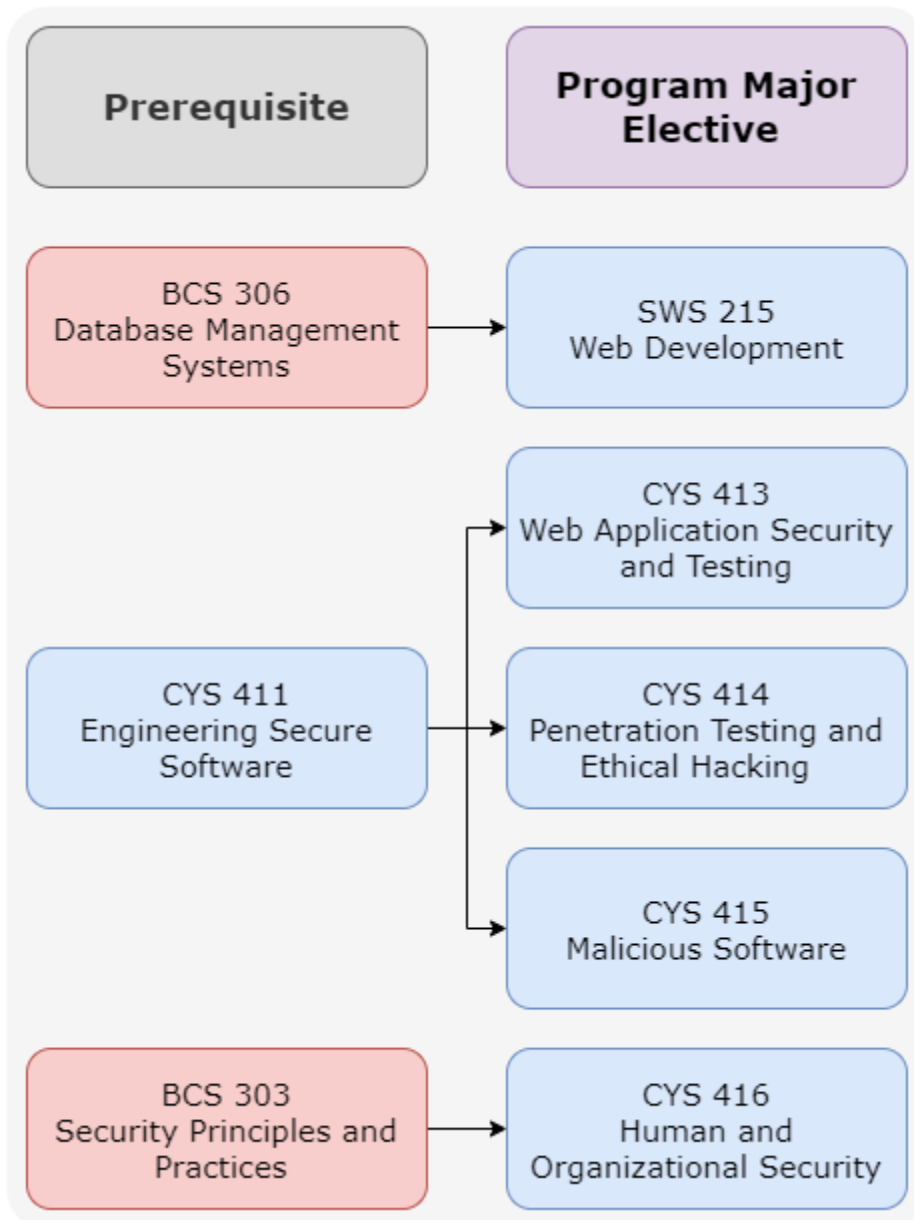 Prerequisite
Program Major
Elective
BCS 306
Database Management
Systems
SWS 215
Web Development
CYS 413
Web Application Security
and Testing
CYS 411
Engineering Secure
Software
CYS 414
Penetration Testing and
Ethical Hacking
CYS 415
Malicious Software
BCS 303
Security Principles and
Practices
CYS 416
Human and
Organizational Security